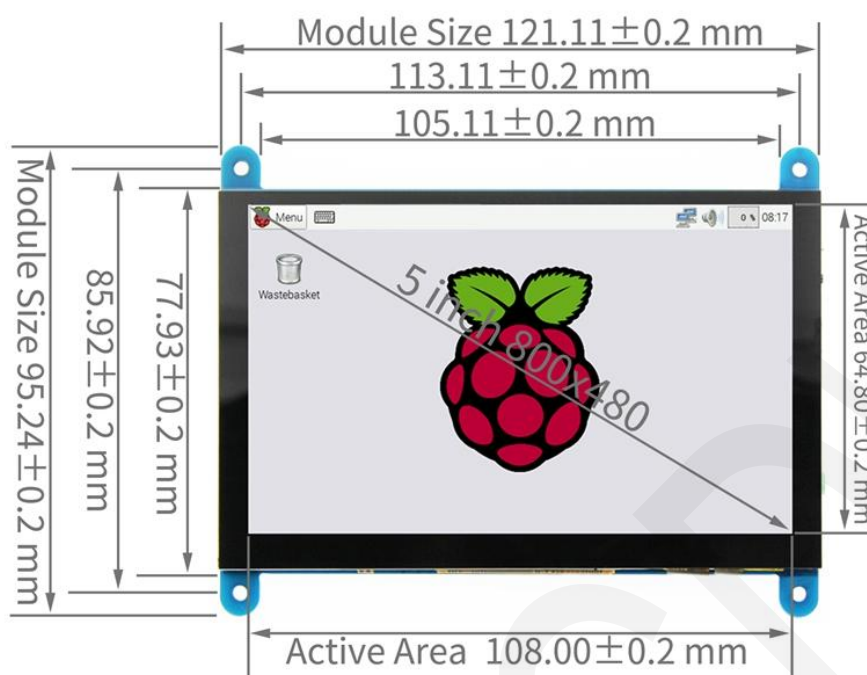 Module Size 121.11±0.2 mm
113.11±0.2 mm
105.11±0.2 mm
Module Size 95.24±0.2 mm
85.92±0.2 mm
77.93±0.2 mm
Menu
0 %
08:17
Wastebasket
5 inch 800x480
Active Area 64.80±0.2 mm
Active Area 108.00±0.2 mm